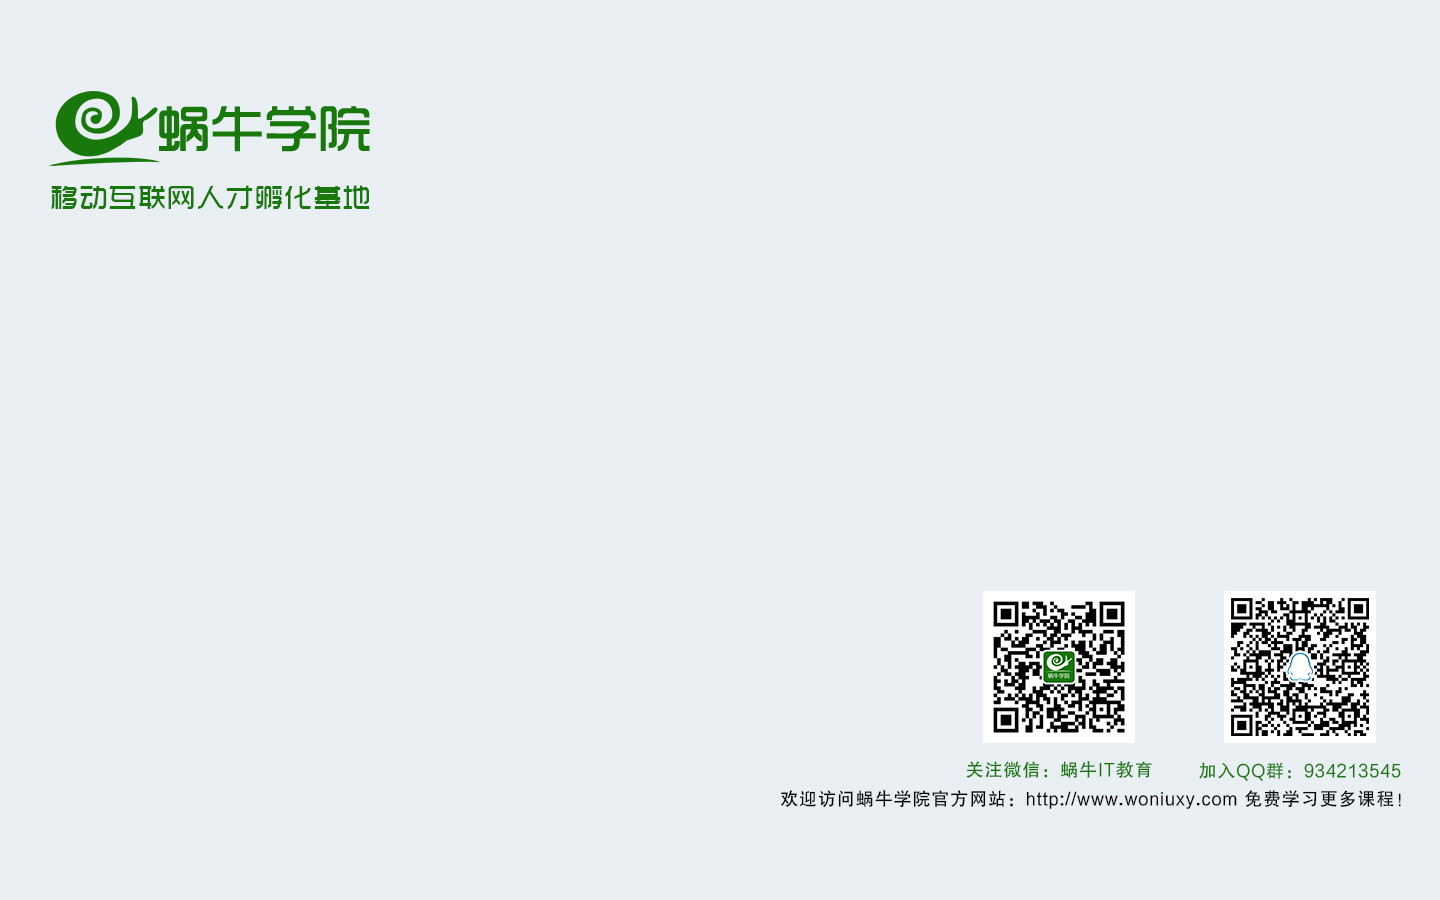 蜗牛学院
移动互联网人才孵化基地
蜗牛学院
关注微信：蜗牛IT教育
加入QQ群：934213545
欢迎访问蜗牛学院官方网站：http://www.woniuxy.com 免费学习更多课程！